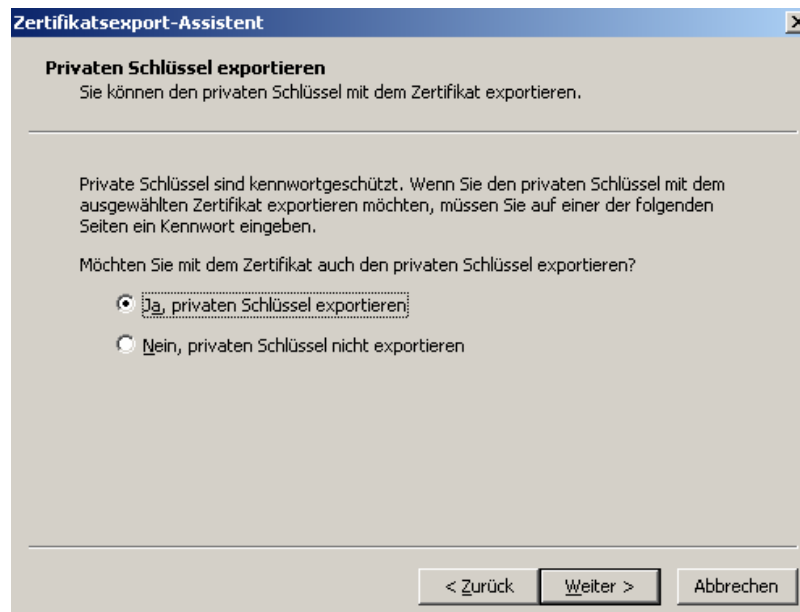 Zertifikatsexport-Assistent
Privaten Schlüssel exportieren
Sie können den privaten Schlüssel mit dem Zertifikat exportieren.
Private Schlüssel sind kennwortgeschützt. Wenn Sie den privaten Schlüssel mit dem
ausgewählten Zertifikat exportieren möchten, müssen Sie auf einer der folgenden
Seiten ein Kennwort eingeben.
Möchten Sie mit dem Zertifikat auch den privaten Schlüssel exportieren?
Ja, privaten Schlüssel exportieren
Nein, privaten Schlüssel nicht exportieren
< Zurück Weiter > Abbrechen